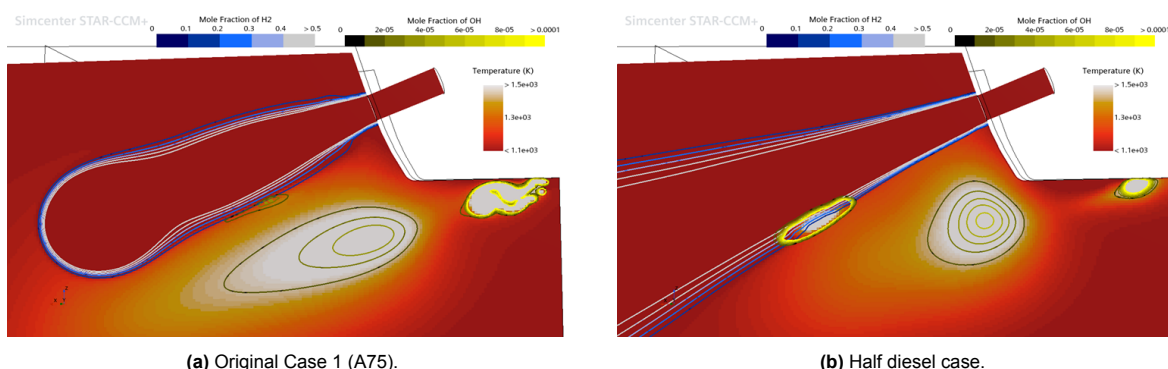 Simcenter STAR-CCM+
Mole Fraction of H2
0 0.1 0.2 0.3 0.4 >0.5
Mole Fraction of OH
0 2e-05 4e-05 6e-05 8e-05 >0.0001
Temperature (K)
> 1.5e+03
1.3e+03
< 1.1e+03
(a) Original Case 1 (A75).
Simcenter STAR-CCM+
Mole Fraction of H2
0 0.1 0.2 0.3 0.4 >0.5
Mole Fraction of OH
0 2e-05 4e-05 6e-05 8e-05 >0.0001
Temperature (K)
> 1.5e+03
1.3e+03
< 1.1e+03
(b) Half diesel case.